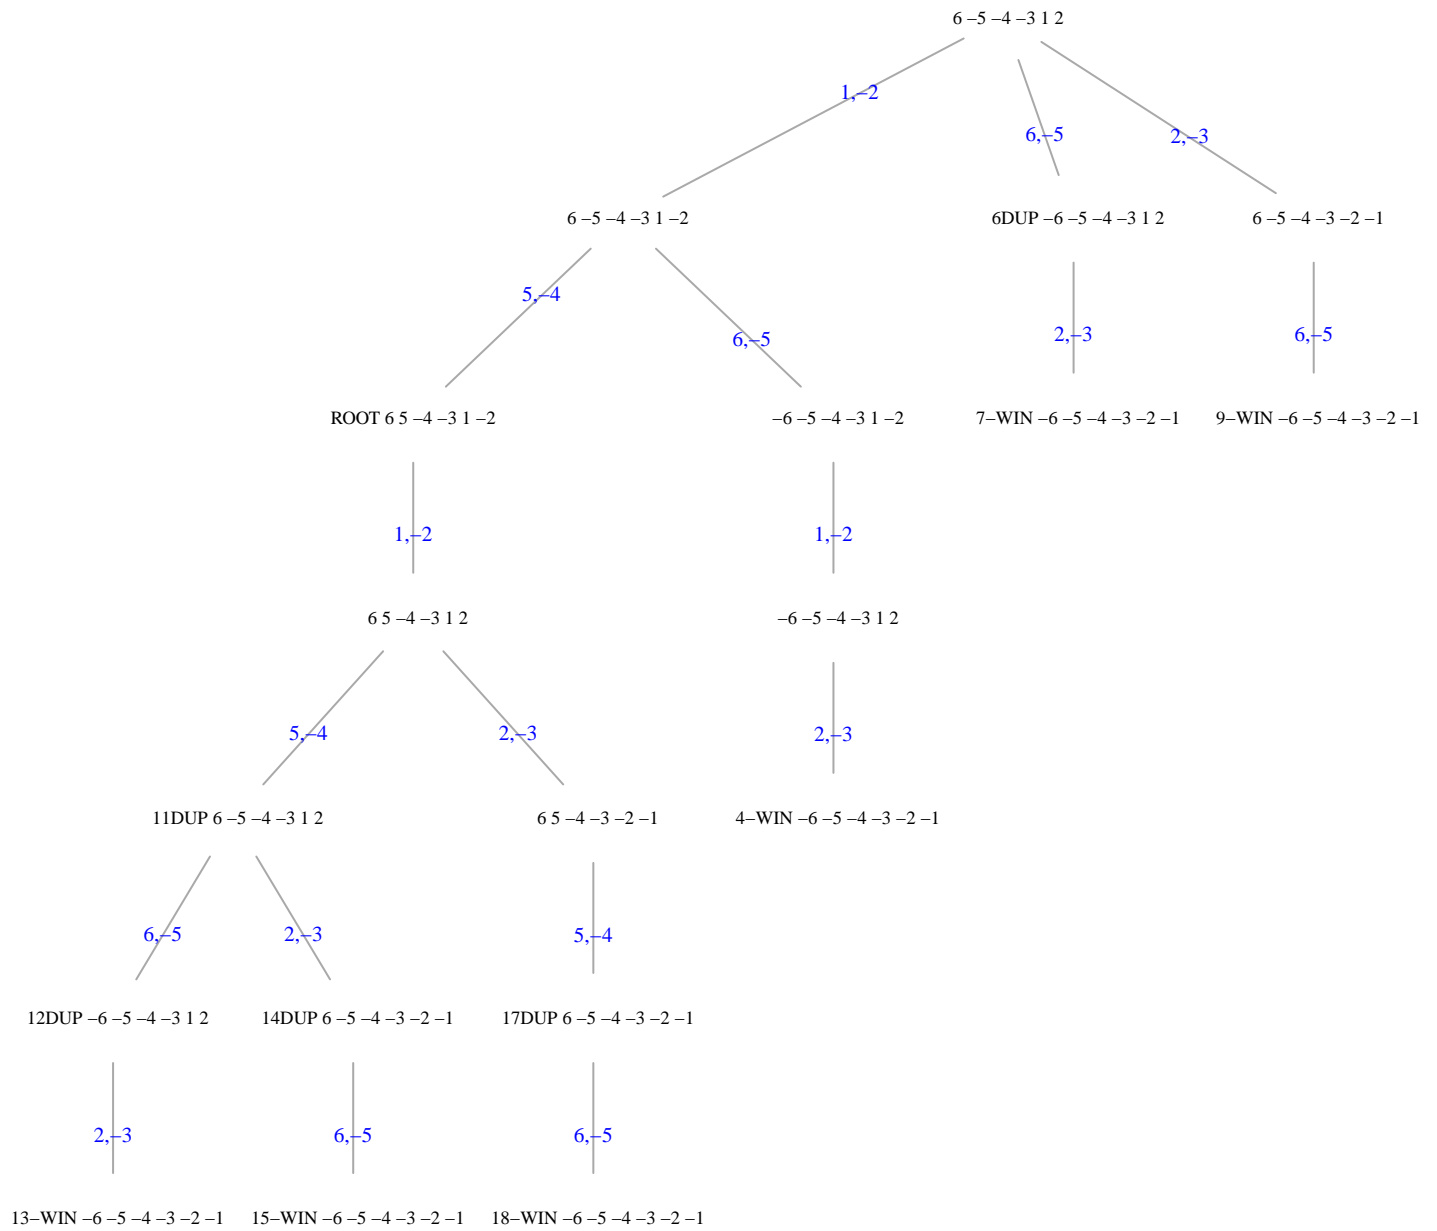 6 –5 –4 –3 1 2
1,–2
6,–5
2,–3
6 –5 –4 –3 1 –2
6DUP –6 –5 –4 –3 1 2
6 –5 –4 –3 –2 –1
5,–4
6,–5
2,–3
6,–5
ROOT 6 5 –4 –3 1 –2
–6 –5 –4 –3 1 –2
7–WIN –6 –5 –4 –3 –2 –1
9–WIN –6 –5 –4 –3 –2 –1
1,–2
1,–2
6 5 –4 –3 1 2
–6 –5 –4 –3 1 2
5,–4
2,–3
2,–3
11DUP 6 –5 –4 –3 1 2
6 5 –4 –3 –2 –1
4–WIN –6 –5 –4 –3 –2 –1
6,–5
2,–3
5,–4
12DUP –6 –5 –4 –3 1 2
14DUP 6 –5 –4 –3 –2 –1
17DUP 6 –5 –4 –3 –2 –1
2,–3
6,–5
6,–5
13–WIN –6 –5 –4 –3 –2 –1
15–WIN –6 –5 –4 –3 –2 –1
18–WIN –6 –5 –4 –3 –2 –1